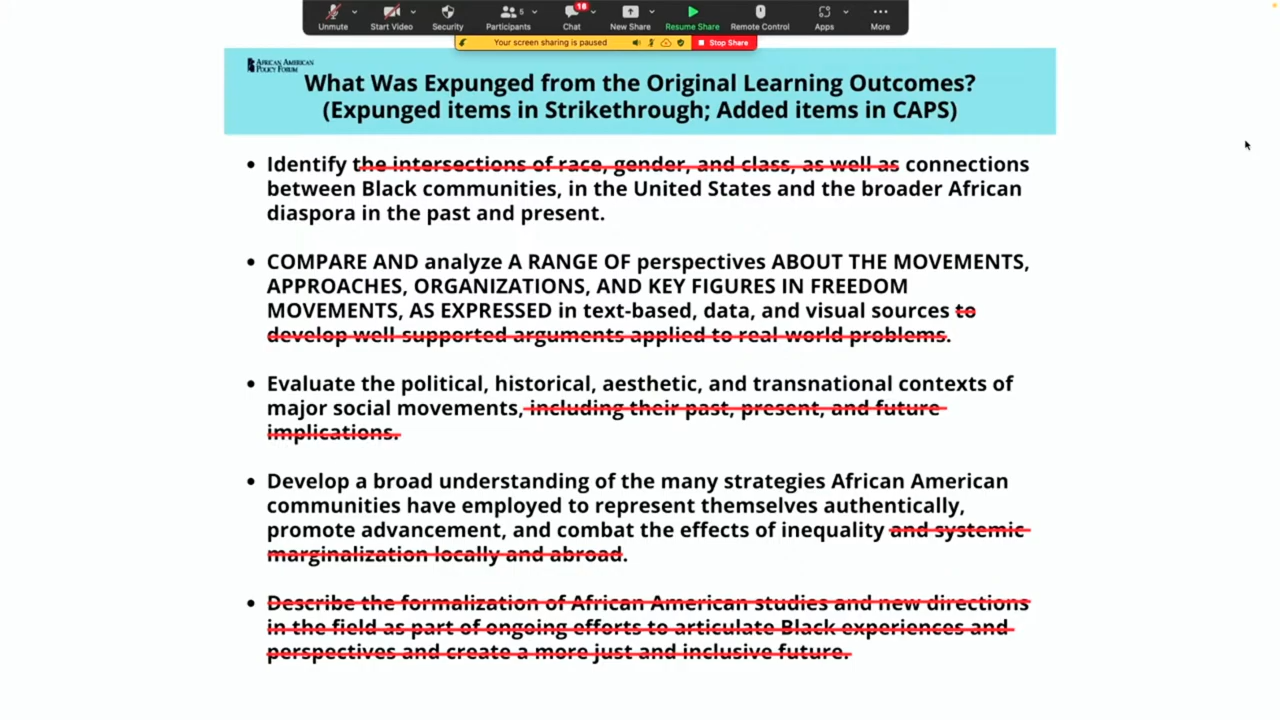 5
18
Unmute
Start Video
Security
Participants
Chat
New Share
Resume Share
Remote Control
Apps
More
Your screen sharing is paused
Stop Share
AFRICAN AMERICAN
POLICY FORUM
What Was Expunged from the Original Learning Outcomes?
(Expunged items in Strikethrough; Added items in CAPS)
• Identify the intersections of race, gender, and class, as well as connections
between Black communities, in the United States and the broader African
diaspora in the past and present.
• COMPARE AND analyze A RANGE OF perspectives ABOUT THE MOVEMENTS,
APPROACHES, ORGANIZATIONS, AND KEY FIGURES IN FREEDOM
MOVEMENTS, AS EXPRESSED in text-based, data, and visual sources to
develop well-supported arguments applied to real-world problems.
• Evaluate the political, historical, aesthetic, and transnational contexts of
major social movements, including their past, present, and future
implications.
• Develop a broad understanding of the many strategies African American
communities have employed to represent themselves authentically,
promote advancement, and combat the effects of inequality and systemic
marginalization locally and abroad.
• Describe the formalization of African American studies and new directions
in the field as part of ongoing efforts to articulate Black experiences and
perspectives and create a more just and inclusive future.